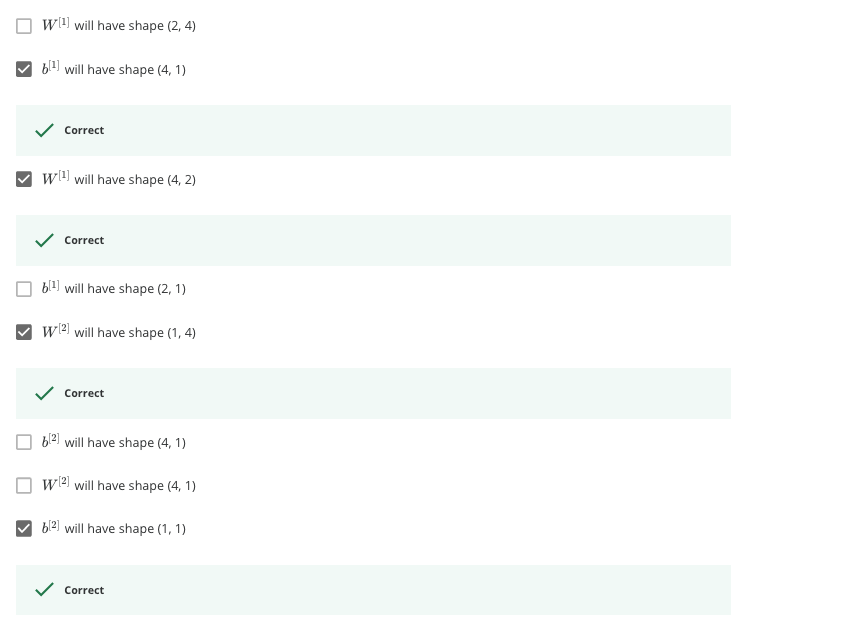 W^[1] will have shape (2, 4)
b^[1] will have shape (4, 1)
Correct
W^[1] will have shape (4, 2)
Correct
b^[1] will have shape (2, 1)
W^[2] will have shape (1, 4)
Correct
b^[2] will have shape (4, 1)
W^[2] will have shape (4, 1)
b^[2] will have shape (1, 1)
Correct